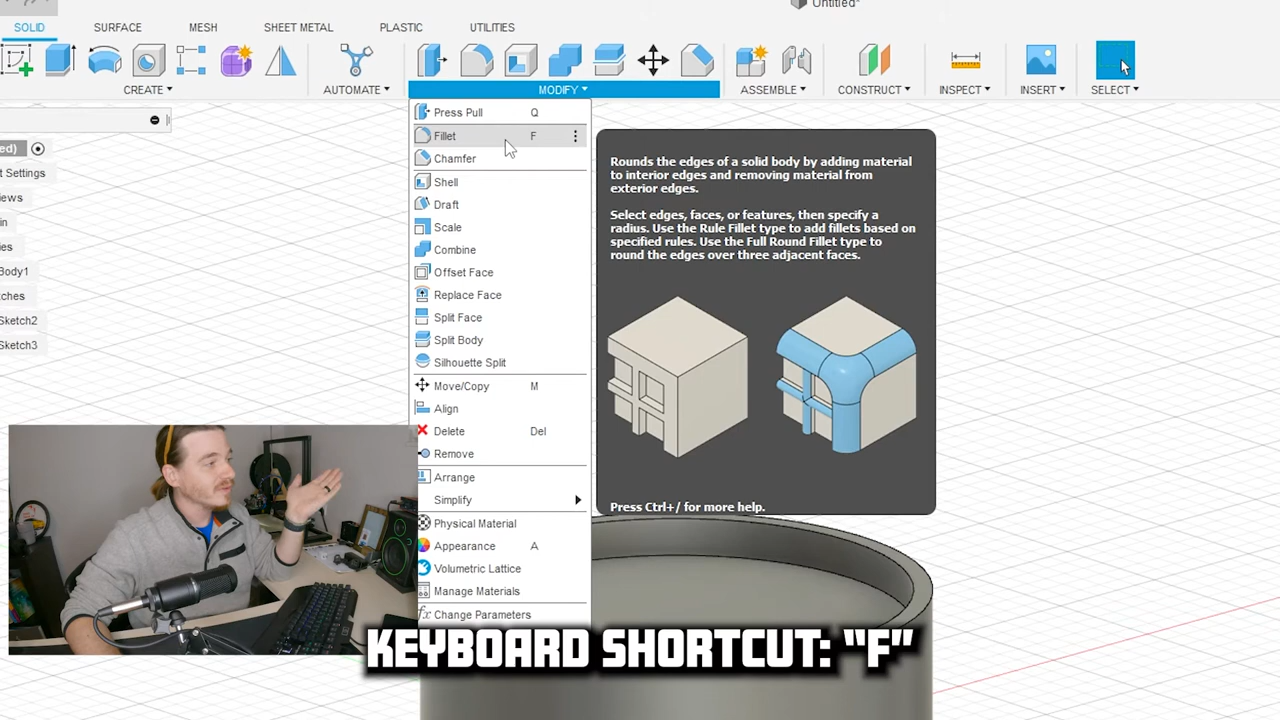 Untitled*
SOLID
SURFACE
MESH
SHEET METAL
PLASTIC
UTILITIES
CREATE
AUTOMATE
MODIFY
ASSEMBLE
CONSTRUCT
INSPECT
INSERT
SELECT
Press Pull Q
Fillet F
Chamfer
Shell
Draft
Scale
Combine
Offset Face
Replace Face
Split Face
Split Body
Silhouette Split
Move/Copy M
Align
Delete Del
Remove
Arrange
Simplify
Physical Material
Appearance A
Volumetric Lattice
Manage Materials
Change Parameters
Rounds the edges of a solid body by adding material
to interior edges and removing material from
exterior edges.
Select edges, faces, or features, then specify a
radius. Use the Rule Fillet type to add fillets based on
specified rules. Use the Full Round Fillet type to
round the edges over three adjacent faces.
Press Ctrl+/ for more help.
ed)
t Settings
iews
in
ies
Body1
tches
Sketch2
Sketch3
KEYBOARD SHORTCUT: “F”